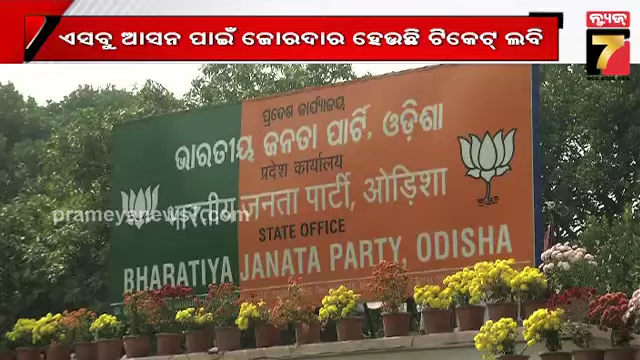 ଏସବୁ ଆସନ ପାଇଁ ଜୋରଦାର ହେଉଛି ଟିକେଟ୍ ଲବି
ନ୍ୟୁଜ୍
7
ପ୍ରଦେଶ କାର୍ଯ୍ୟାଳୟ
ଭାରତୀୟ ଜନତା ପାର୍ଟି, ଓଡ଼ିଶା
प्रदेश कार्यालय
भारतीय जनता पार्टी, ओड़िशा
prameyanews7.com
STATE OFFICE
BHARATIYA JANATA PARTY, ODISHA